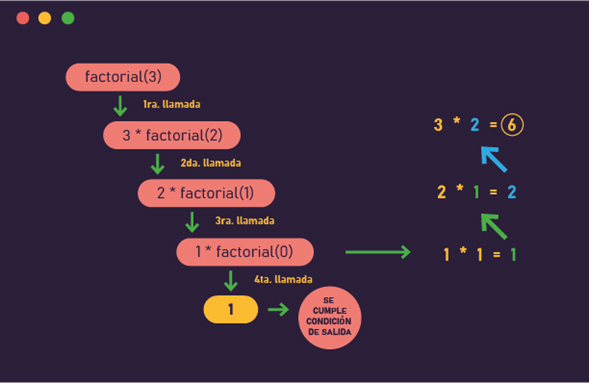 factorial(3)
1ra. llamada
3 * factorial(2)
2da. llamada
2 * factorial(1)
3ra. llamada
1 * factorial(0)
4ta. llamada
1
SE
CUMPLE
CONDICIÓN
DE SALIDA
3 * 2 = 6
2 * 1 = 2
1 * 1 = 1